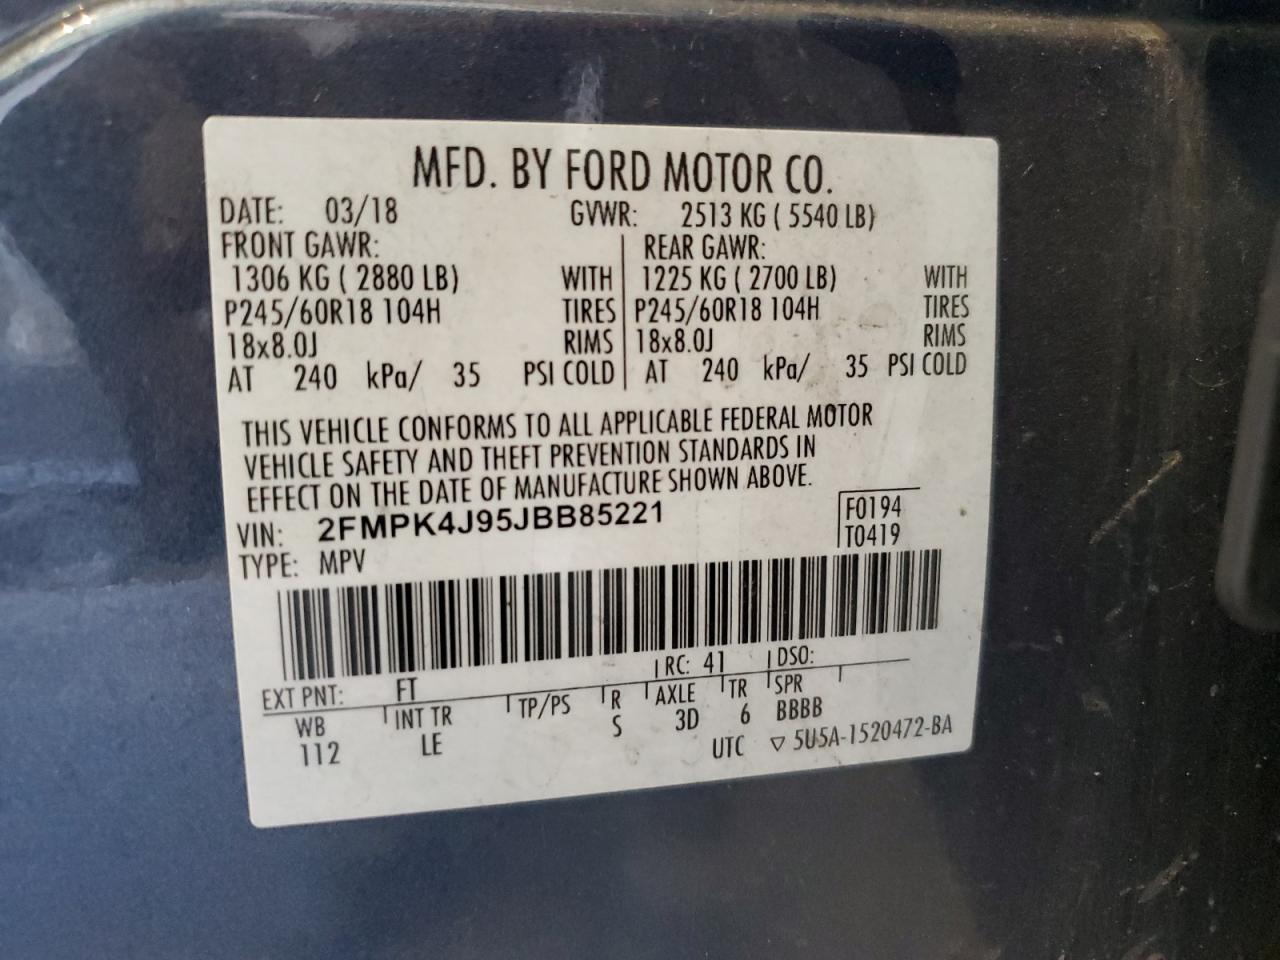 MFD. BY FORD MOTOR CO.
DATE: 03/18 GVWR: 2513 KG ( 5540 LB)
FRONT GAWR: REAR GAWR:
1306 KG ( 2880 LB) WITH 1225 KG ( 2700 LB) WITH
P245/60R18 104H TIRES P245/60R18 104H TIRES
18x8.0J RIMS 18x8.0J RIMS
AT 240 kPa/ 35 PSI COLD AT 240 kPa/ 35 PSI COLD
THIS VEHICLE CONFORMS TO ALL APPLICABLE FEDERAL MOTOR
VEHICLE SAFETY AND THEFT PREVENTION STANDARDS IN
EFFECT ON THE DATE OF MANUFACTURE SHOWN ABOVE.
VIN: 2FMPK4J95JBB85221 F0194
TYPE: MPV T0419
EXT PNT: FT RC: 41 DSO:
WB INT TR TP/PS R AXLE TR SPR
112 LE S 3D 6 BBBB
UTC ▽ 5U5A-1520472-BA